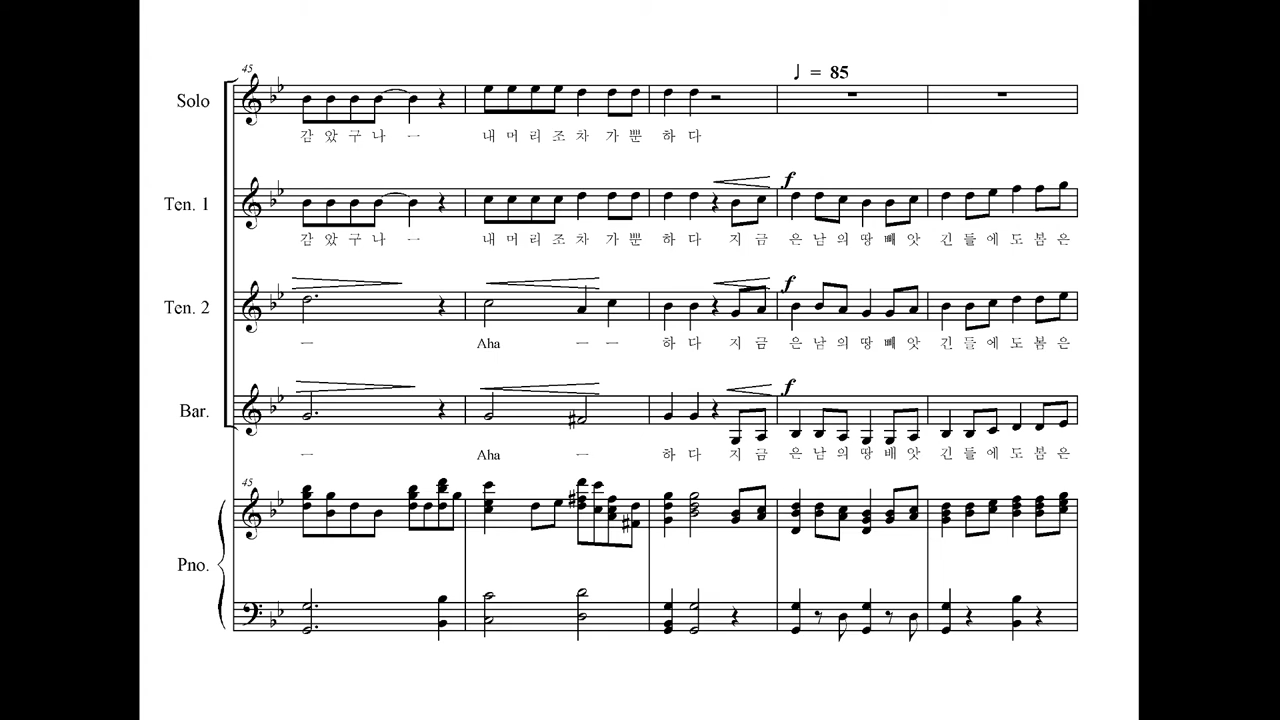 45
♩ = 85
Solo
감 았 구 나 ㅡ 내 머 리 조 차 가 뿐 하 다
f
Ten. 1
감 았 구 나 ㅡ 내 머 리 조 차 가 뿐 하 다 지 금 은 남 의 땅 빼 앗 긴 들 에 도 봄 은
f
Ten. 2
ㅡ Aha ㅡ ㅡ 하 다 지 금 은 남 의 땅 빼 앗 긴 들 에 도 봄 은
f
Bar.
ㅡ Aha ㅡ 하 다 지 금 은 남 의 땅 배 앗 긴 들 에 도 봄 은
45
Pno.